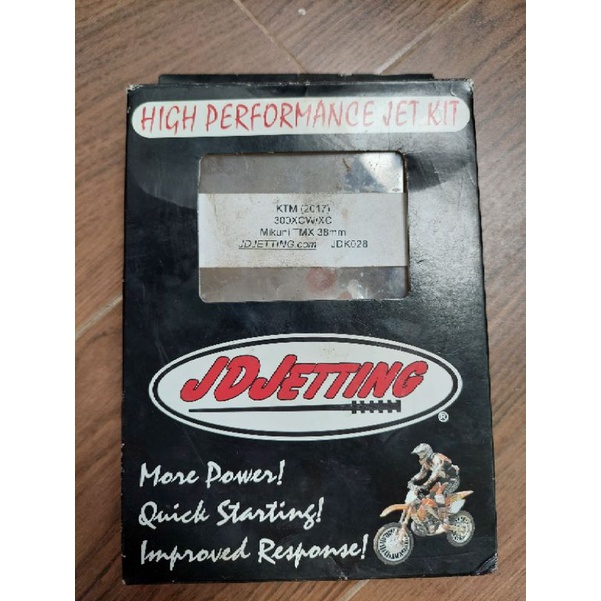 HIGH PERFORMANCE JET KIT
KTM (2017)
300XCW/XC
Mikuni TMX 38mm
JDJETTING.com JDK028
JDJETTING
®
More Power!
Quick Starting!
Improved Response!